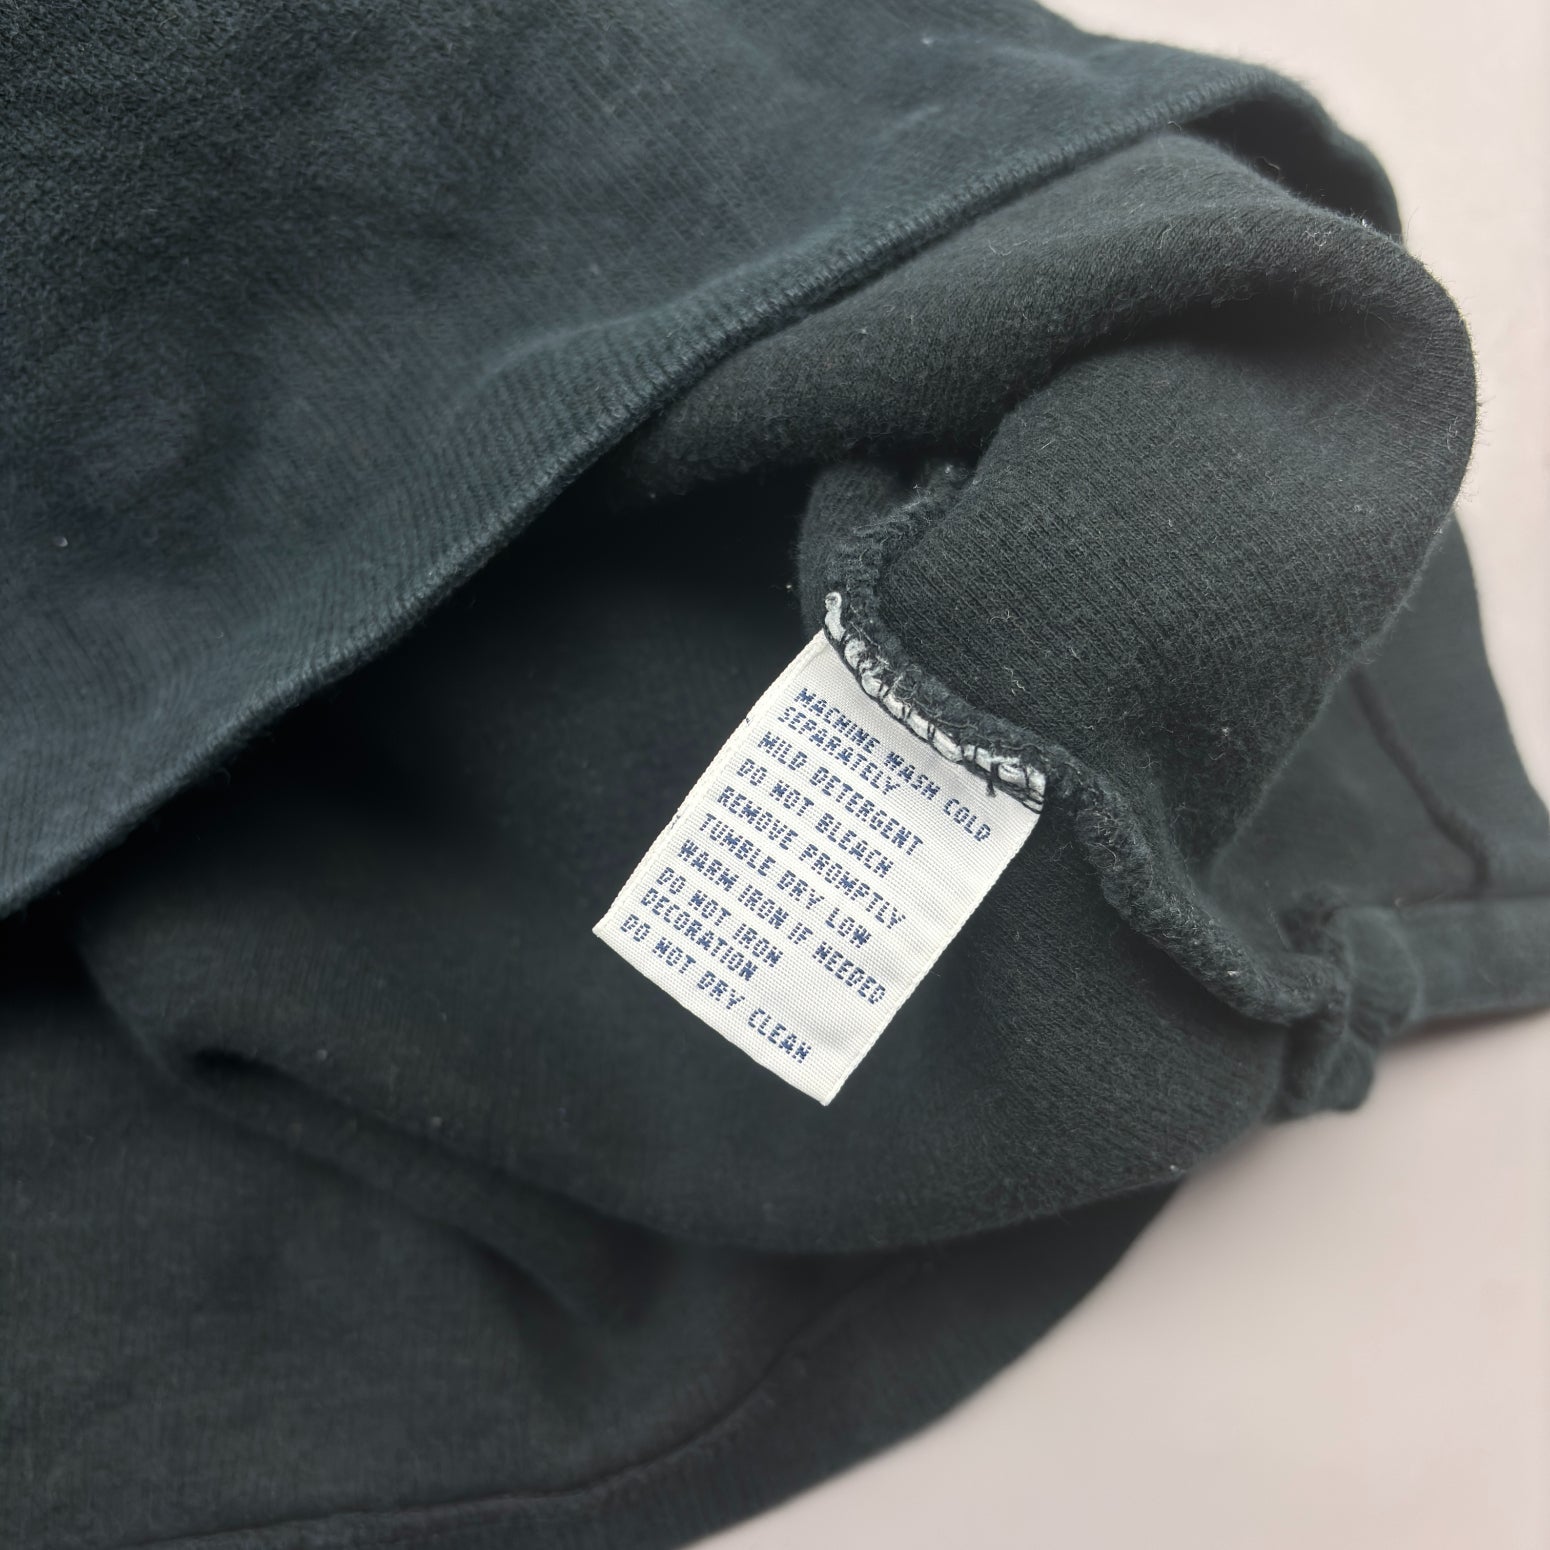 MACHINE WASH COLD
SEPARATELY
MILD DETERGENT
DO NOT BLEACH
REMOVE PROMPTLY
TUMBLE DRY LOW
WARM IRON IF NEEDED
DO NOT IRON
DECORATION
DO NOT DRY CLEAN